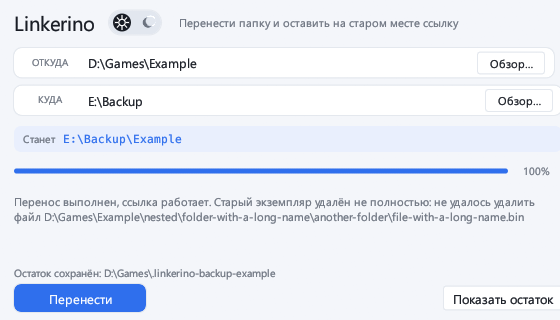 Linkerino Перенести папку и оставить на старом месте ссылку
ОТКУДА D:\Games\Example Обзор...
КУДА E:\Backup Обзор...
Станет E:\Backup\Example
100%
Перенос выполнен, ссылка работает. Старый экземпляр удалён не полностью: не удалось удалить
файл D:\Games\Example\nested\folder-with-a-long-name\another-folder\file-with-a-long-name.bin
Остаток сохранён: D:\Games\.linkerino-backup-example
Перенести Показать остаток